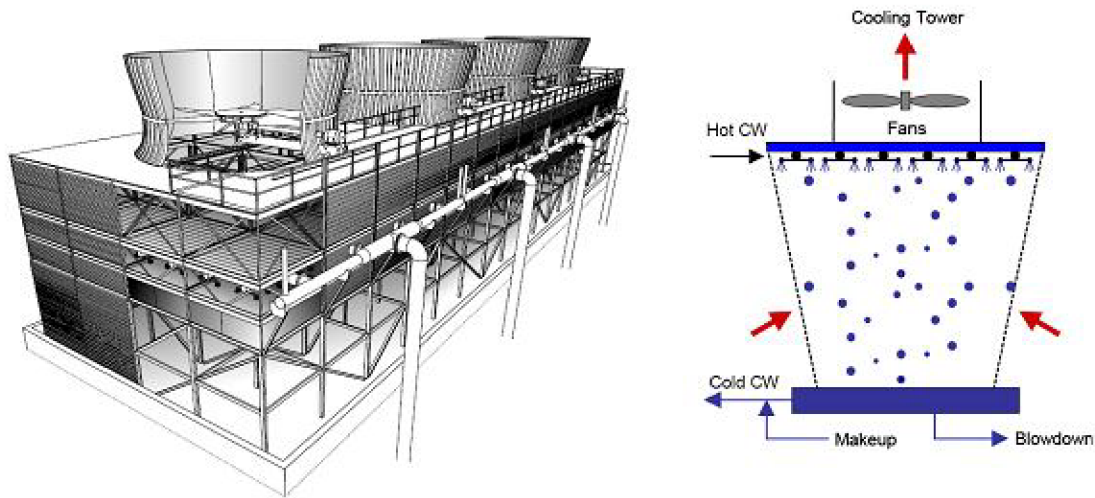 Cooling Tower
Hot CW
Fans
Cold CW
Makeup
Blowdown